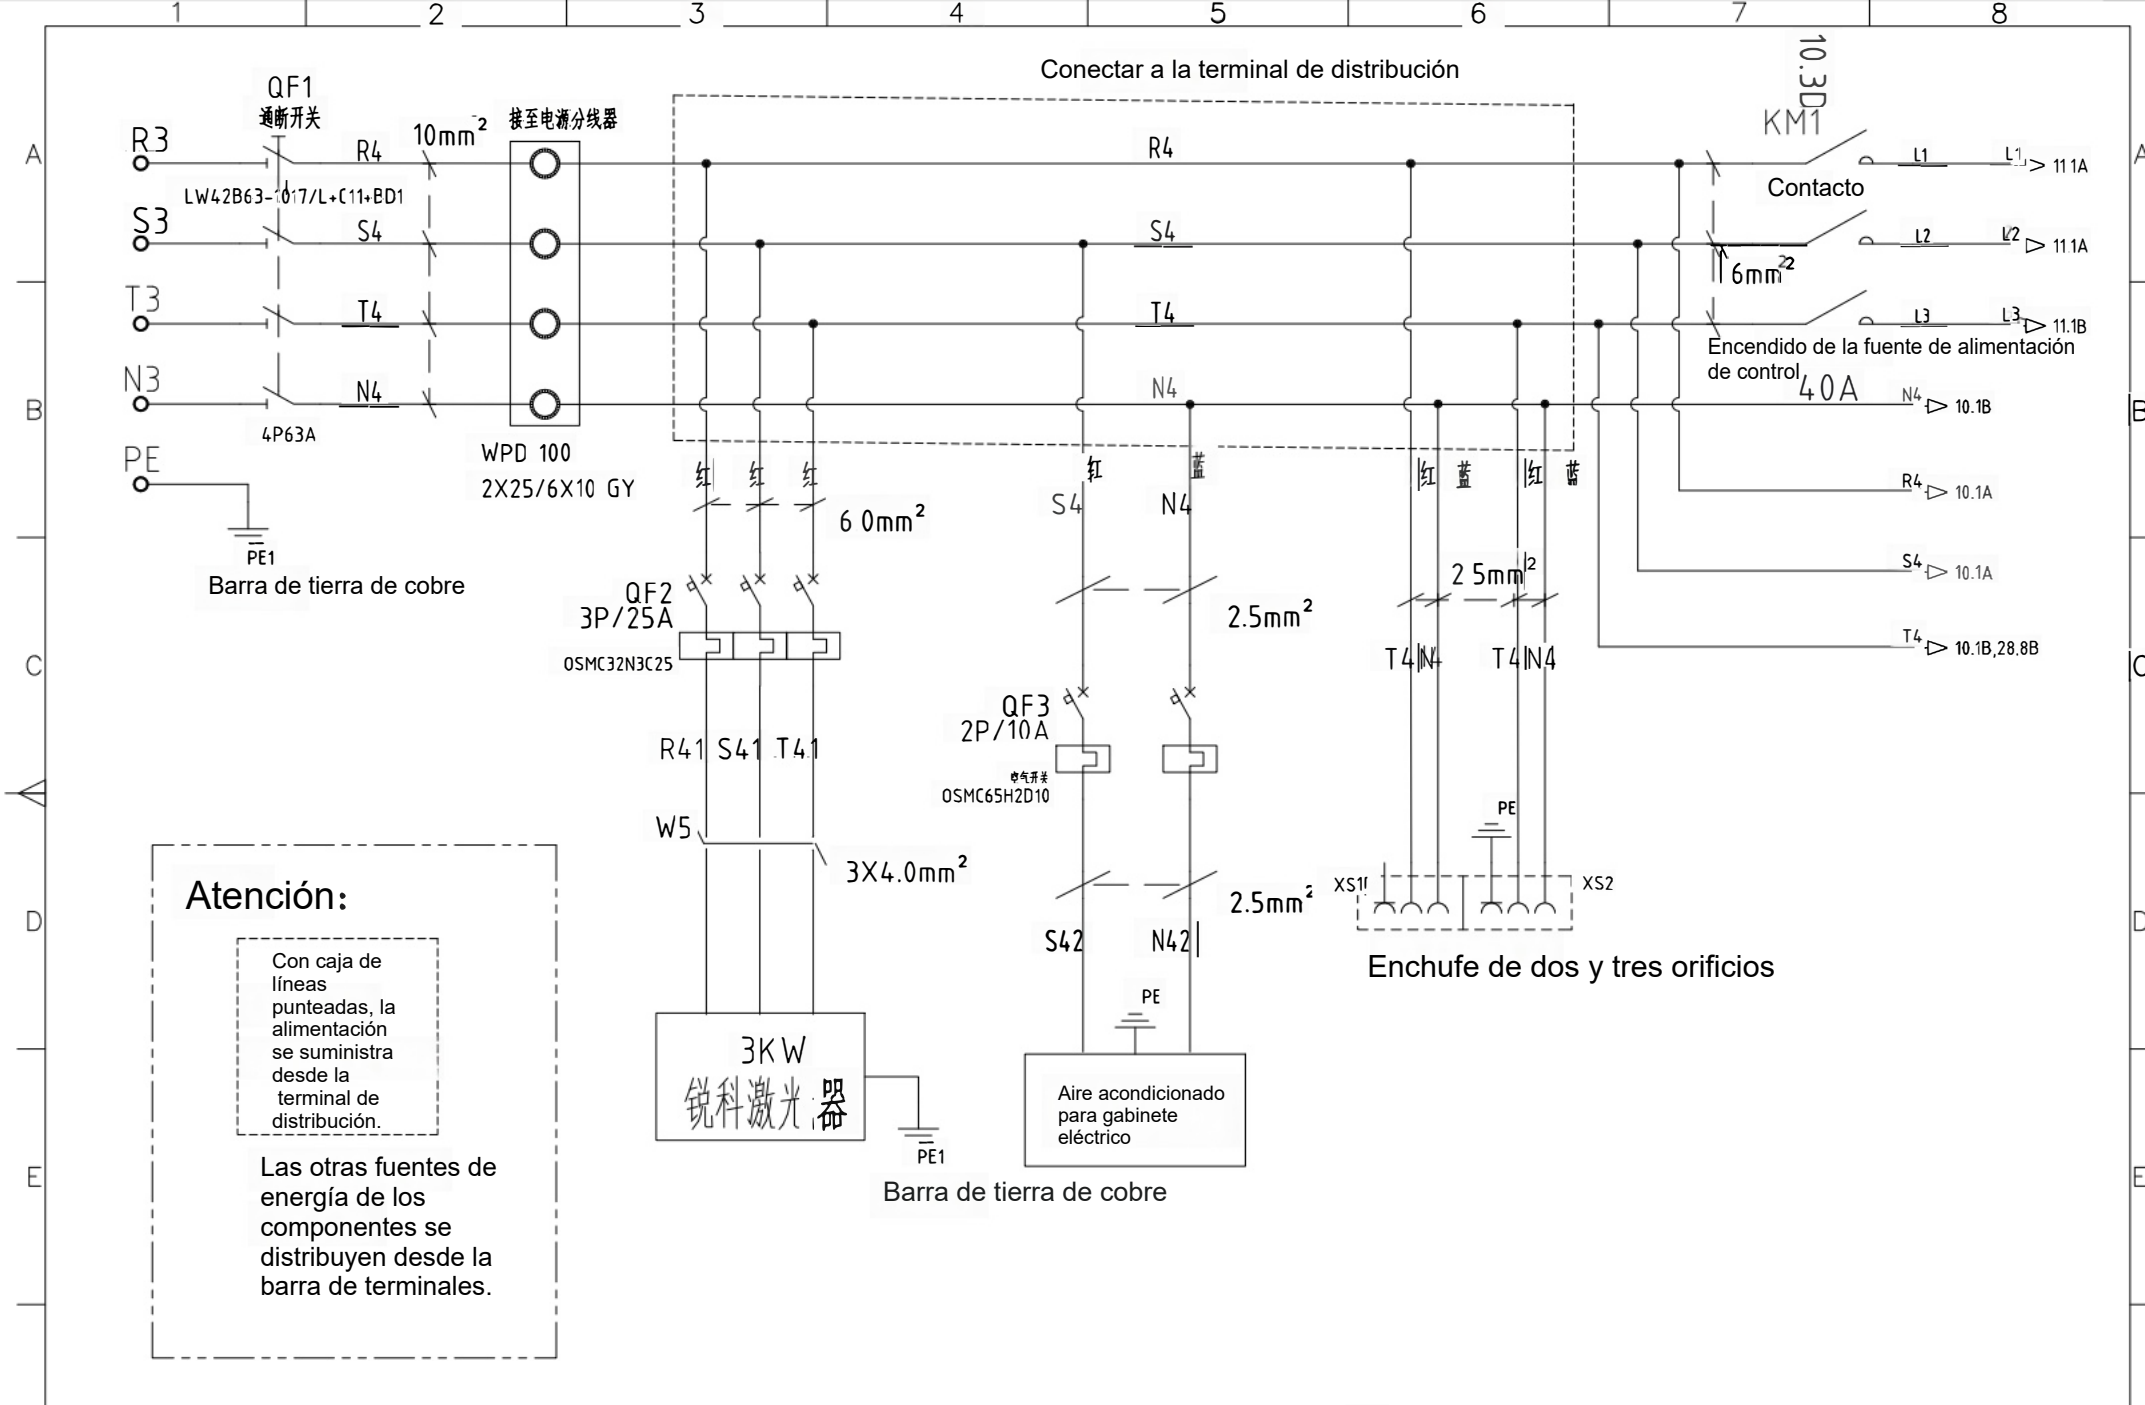 1 2 3 4 5 6 7 8
Conectar a la terminal de distribución
10.3D
QF1
通断开关
10mm²
接至电源分线器
KM1
A
R3
R4
R4
L1
L1
11.1A
A
LW42B63-1017/L+C11+BD1
Contacto
S3
S4
S4
L2
L2
11.1A
6mm²
2
T3
T4
T4
L3
L3
11.1B
Encendido de la fuente de alimentación
de control
40A
N3
N4
N4
N4
10.1B
B
B
4P63A
PE
WPD 100
2X25/6X10 GY
红 红 红
红 蓝
红 蓝 红 蓝
R4
10.1A
S4
N4
6 0mm²
PE1
Barra de tierra de cobre
S4
10.1A
QF2
3P/25A
OSMC32N3C25
2.5mm²
2 5mm²
T4
10.1B,28.8B
C
C
T4 N4 T4 N4
QF3
2P/10A
空气开关
OSMC65H2D10
R41 S41 T41
PE
W5
3X4.0mm²
2.5mm²
XS1
XS2
D
D
S42
N42
Enchufe de dos y tres orificios
Atención：
Con caja de
líneas
punteadas, la
alimentación
se suministra
desde la
terminal de
distribución.
Las otras fuentes de
energía de los
componentes se
distribuyen desde la
barra de terminales.
PE
3KW
锐科激光器
Aire acondicionado
para gabinete
eléctrico
PE1
Barra de tierra de cobre
E
E